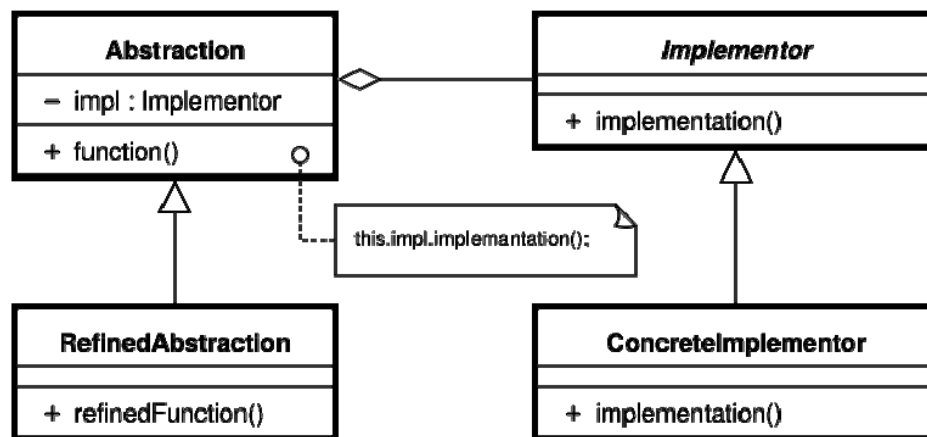 Abstraction
- impl : Implementor
+ function()
Implementor
+ implementation()
this.impl.implemantation();
RefinedAbstraction
+ refinedFunction()
ConcreteImplementor
+ implementation()